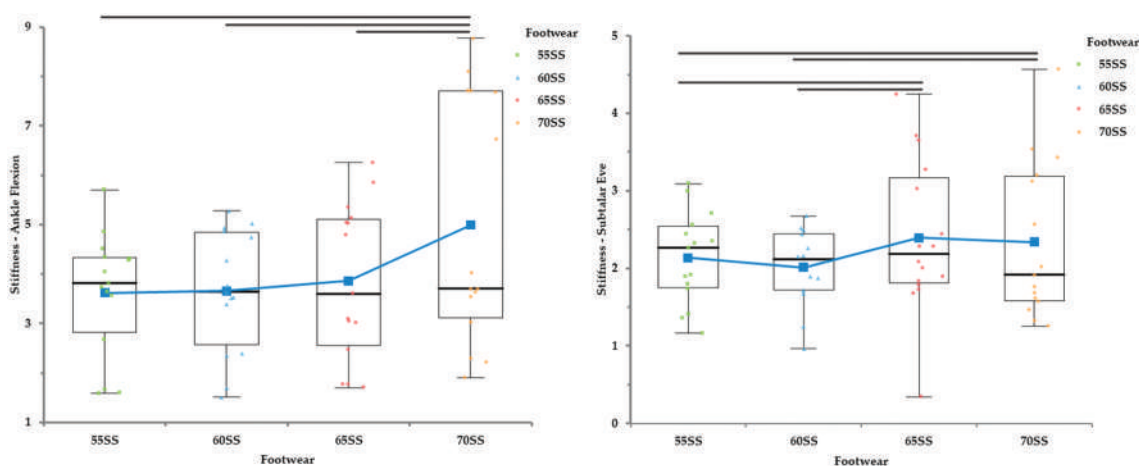 9
7
5
3
1
Stiffness - Ankle Flexion
55SS
60SS
65SS
70SS
Footwear
Footwear
55SS
60SS
65SS
70SS
5
4
3
2
1
0
Stiffness - Subtalar Eve
55SS
60SS
65SS
70SS
Footwear
Footwear
55SS
60SS
65SS
70SS